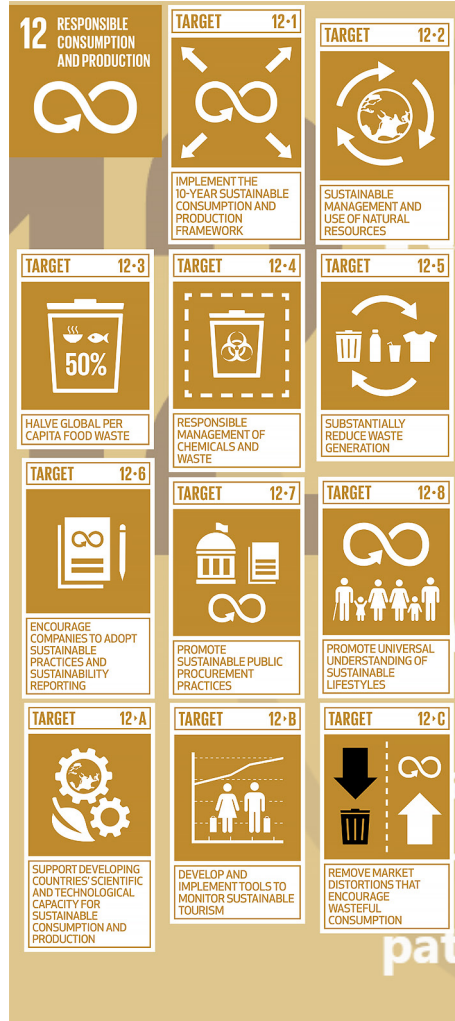 12 RESPONSIBLE
CONSUMPTION
AND PRODUCTION
TARGET 12·1
IMPLEMENT THE
10-YEAR SUSTAINABLE
CONSUMPTION AND
PRODUCTION
FRAMEWORK
TARGET 12·2
SUSTAINABLE
MANAGEMENT AND
USE OF NATURAL
RESOURCES
TARGET 12·3
50%
HALVE GLOBAL PER
CAPITA FOOD WASTE
TARGET 12·4
RESPONSIBLE
MANAGEMENT OF
CHEMICALS AND
WASTE
TARGET 12·5
SUBSTANTIALLY
REDUCE WASTE
GENERATION
TARGET 12·6
ENCOURAGE
COMPANIES TO ADOPT
SUSTAINABLE
PRACTICES AND
SUSTAINABILITY
REPORTING
TARGET 12·7
PROMOTE
SUSTAINABLE PUBLIC
PROCUREMENT
PRACTICES
TARGET 12·8
PROMOTE UNIVERSAL
UNDERSTANDING OF
SUSTAINABLE
LIFESTYLES
TARGET 12·A
SUPPORT DEVELOPING
COUNTRIES' SCIENTIFIC
AND TECHNOLOGICAL
CAPACITY FOR
SUSTAINABLE
CONSUMPTION AND
PRODUCTION
TARGET 12·B
DEVELOP AND
IMPLEMENT TOOLS TO
MONITOR SUSTAINABLE
TOURISM
TARGET 12·C
REMOVE MARKET
DISTORTIONS THAT
ENCOURAGE
WASTEFUL
CONSUMPTION